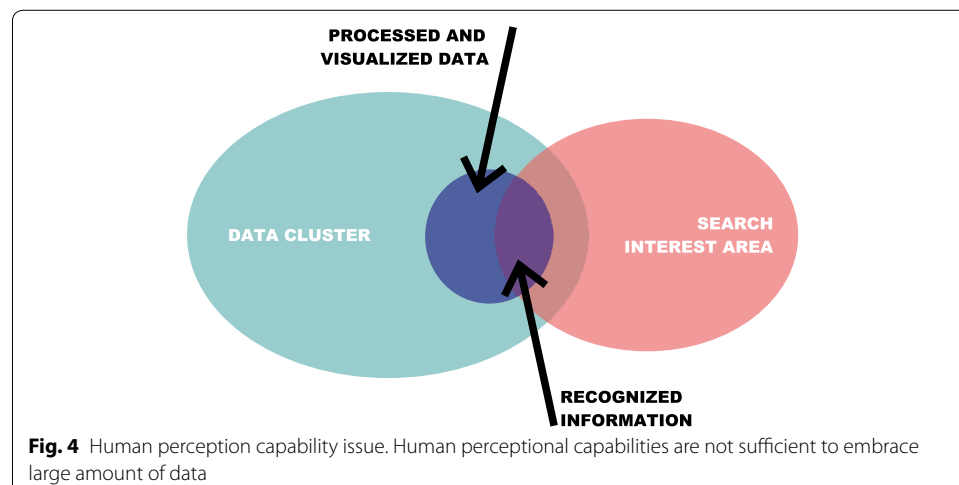 PROCESSED AND
VISUALIZED DATA
DATA CLUSTER
SEARCH
INTEREST AREA
RECOGNIZED
INFORMATION
Fig. 4 Human perception capability issue. Human perceptional capabilities are not sufficient to embrace
large amount of data